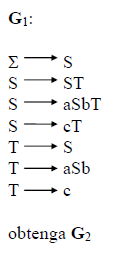 G₁:
Σ ⟶ S
S ⟶ ST
S ⟶ aSbT
S ⟶ cT
T ⟶ S
T ⟶ aSb
T ⟶ c
obtenga G₂